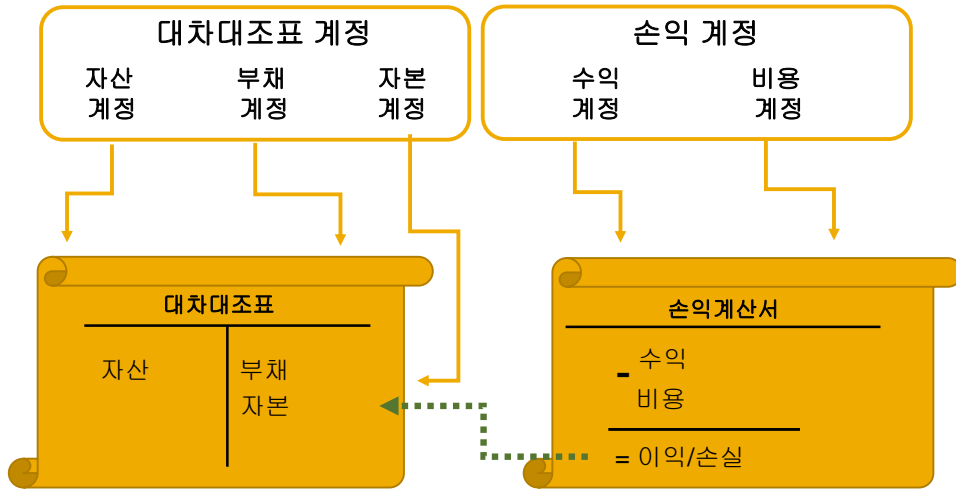 대차대조표 계정
자산
계정
부채
계정
자본
계정
손익 계정
수익
계정
비용
계정
대차대조표
자산
부채
자본
손익계산서
- 수익
비용
= 이익/손실